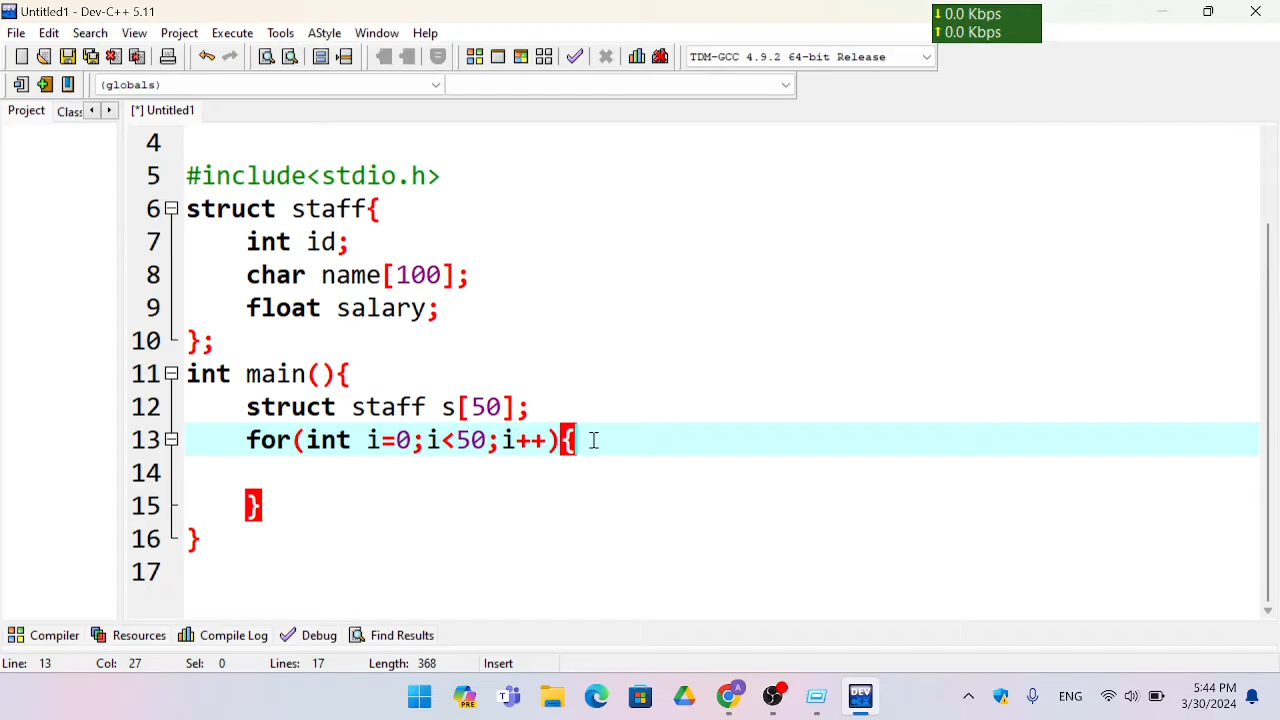 Untitled1 - Dev-C++ 5.11
↓ 0.0 Kbps
↑ 0.0 Kbps
File Edit Search View Project Execute Tools AStyle Window Help
TDM-GCC 4.9.2 64-bit Release
(globals)
Project Class [*] Untitled1
4
5 #include<stdio.h>
6 struct staff{
7 int id;
8 char name[100];
9 float salary;
10 };
11 int main(){
12 struct staff s[50];
13 for(int i=0;i<50;i++){
14
15 }
16 }
17
Compiler Resources Compile Log Debug Find Results
Line: 13 Col: 27 Sel: 0 Lines: 17 Length: 368 Insert
PRE A DEV ENG 5:44 PM
3/30/2024